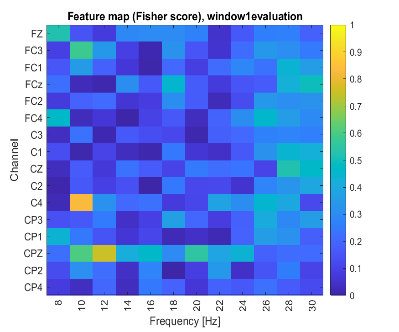 Feature map (Fisher score), window1evaluation
FZ
FC3
FC1
FCz
FC2
FC4
C3
C1
CZ
C2
C4
CP3
CP1
CPZ
CP2
CP4
Channel
8 10 12 14 16 18 20 22 24 26 28 30
Frequency [Hz]
1
0.9
0.8
0.7
0.6
0.5
0.4
0.3
0.2
0.1
0